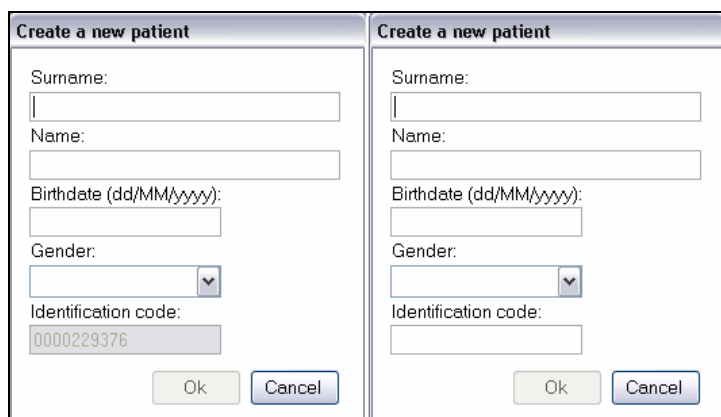 Create a new patient
Surname:
Name:
Birthdate (dd/MM/yyyy):
Gender:
Identification code:
0000229376
Ok Cancel
Create a new patient
Surname:
Name:
Birthdate (dd/MM/yyyy):
Gender:
Identification code:
Ok Cancel